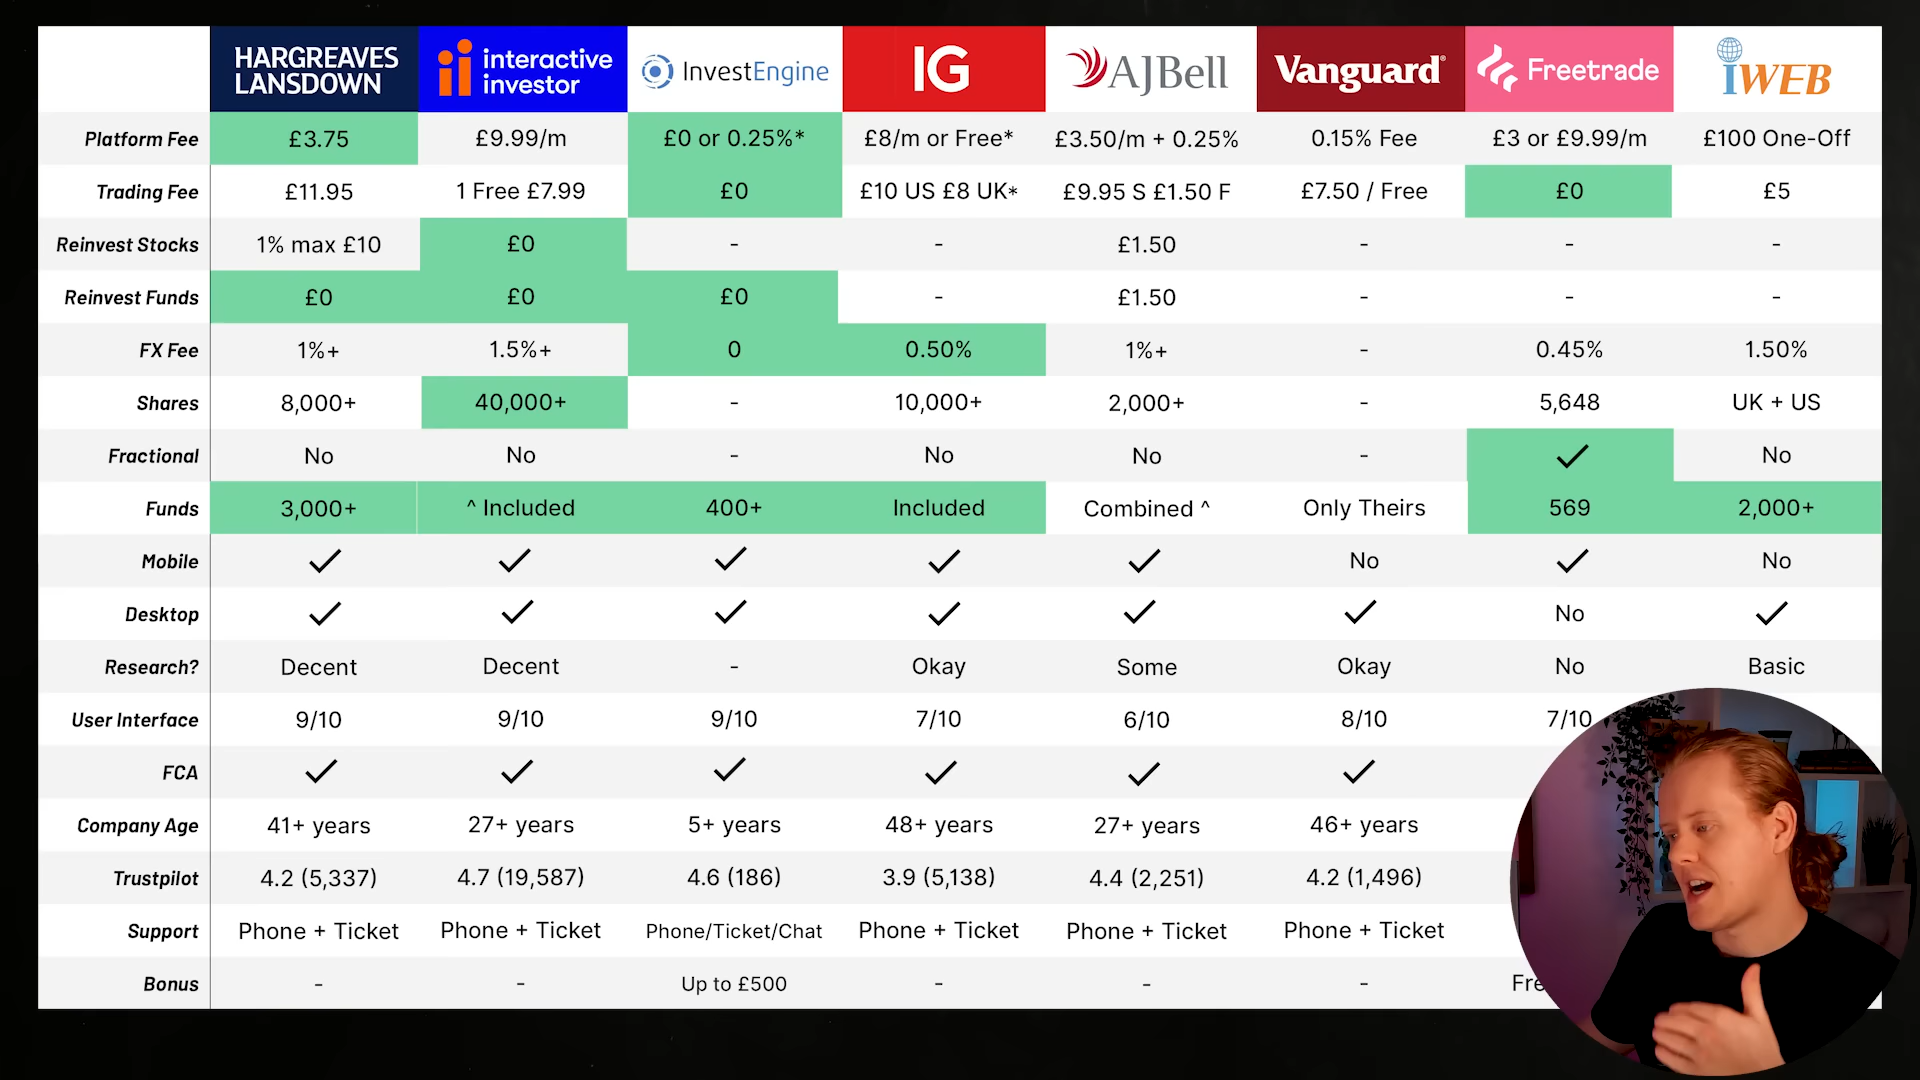 HARGREAVES LANSDOWN interactive investor InvestEngine IG AJBell Vanguard Freetrade iWEB
Platform Fee £3.75 £9.99/m £0 or 0.25%* £8/m or Free* £3.50/m + 0.25% 0.15% Fee £3 or £9.99/m £100 One-Off
Trading Fee £11.95 1 Free £7.99 £0 £10 US £8 UK* £9.95 S £1.50 F £7.50 / Free £0 £5
Reinvest Stocks 1% max £10 £0 - - £1.50 - - -
Reinvest Funds £0 £0 £0 - £1.50 - - -
FX Fee 1%+ 1.5%+ 0 0.50% 1%+ - 0.45% 1.50%
Shares 8,000+ 40,000+ - 10,000+ 2,000+ - 5,648 UK + US
Fractional No No - No No - ✓ No
Funds 3,000+ ^ Included 400+ Included Combined ^ Only Theirs 569 2,000+
Mobile ✓ ✓ ✓ ✓ ✓ No ✓ No
Desktop ✓ ✓ ✓ ✓ ✓ ✓ No ✓
Research? Decent Decent - Okay Some Okay No Basic
User Interface 9/10 9/10 9/10 7/10 6/10 8/10 7/10
FCA ✓ ✓ ✓ ✓ ✓ ✓
Company Age 41+ years 27+ years 5+ years 48+ years 27+ years 46+ years
Trustpilot 4.2 (5,337) 4.7 (19,587) 4.6 (186) 3.9 (5,138) 4.4 (2,251) 4.2 (1,496)
Support Phone + Ticket Phone + Ticket Phone/Ticket/Chat Phone + Ticket Phone + Ticket Phone + Ticket
Bonus - - Up to £500 - - -